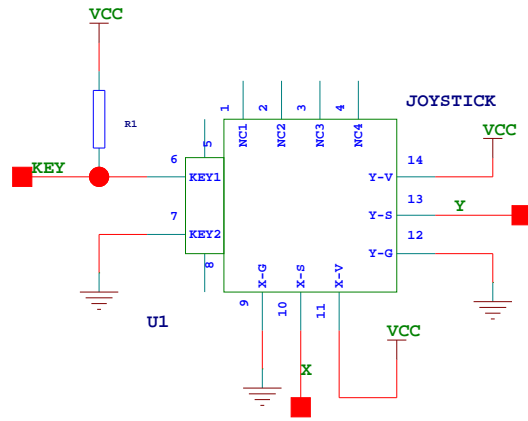 VCC
R1
KEY
1
2
3
4
NC1
NC2
NC3
NC4
JOYSTICK
VCC
5
6
KEY1
7
KEY2
8
14
Y-V
13
Y-S
Y
12
Y-G
X-G
X-S
X-V
9
10
11
U1
VCC
X